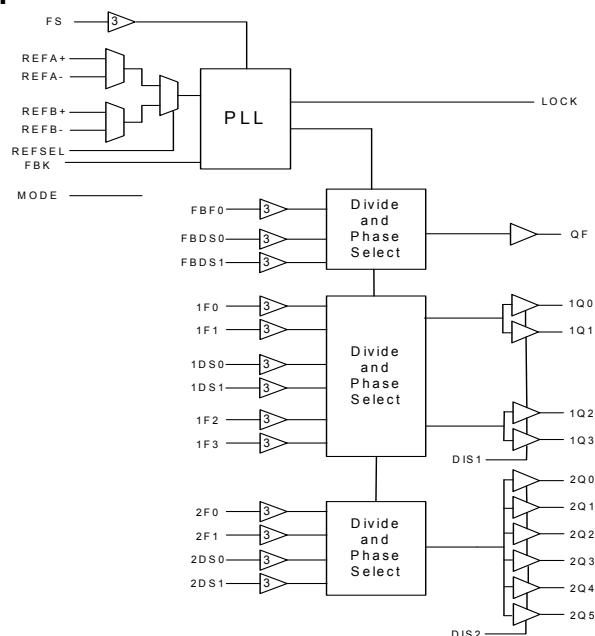 FS
3
REFA+
REFA-
REFB+
REFB-
REFSEL
FBK
MODE
PLL
LOCK
FBF0
3
FBDS0
3
FBDS1
3
Divide
and
Phase
Select
QF
1F0
3
1F1
3
1DS0
3
1DS1
3
1F2
3
1F3
3
Divide
and
Phase
Select
1Q0
1Q1
1Q2
1Q3
DIS1
2F0
3
2F1
3
2DS0
3
2DS1
3
Divide
and
Phase
Select
2Q0
2Q1
2Q2
2Q3
2Q4
2Q5
DIS2